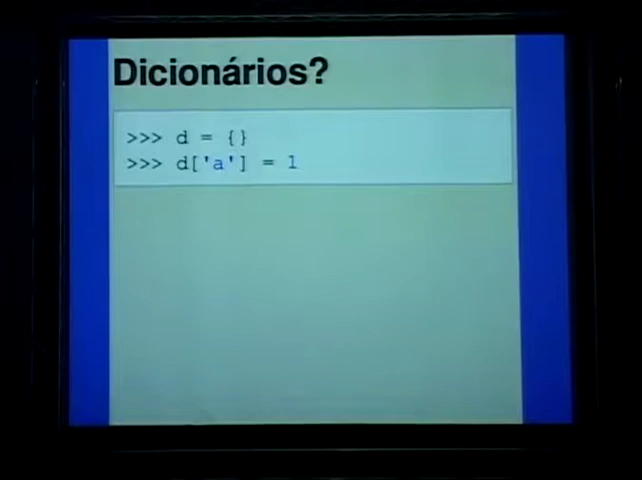 Dicionários?
>>> d = {}
>>> d['a'] = 1